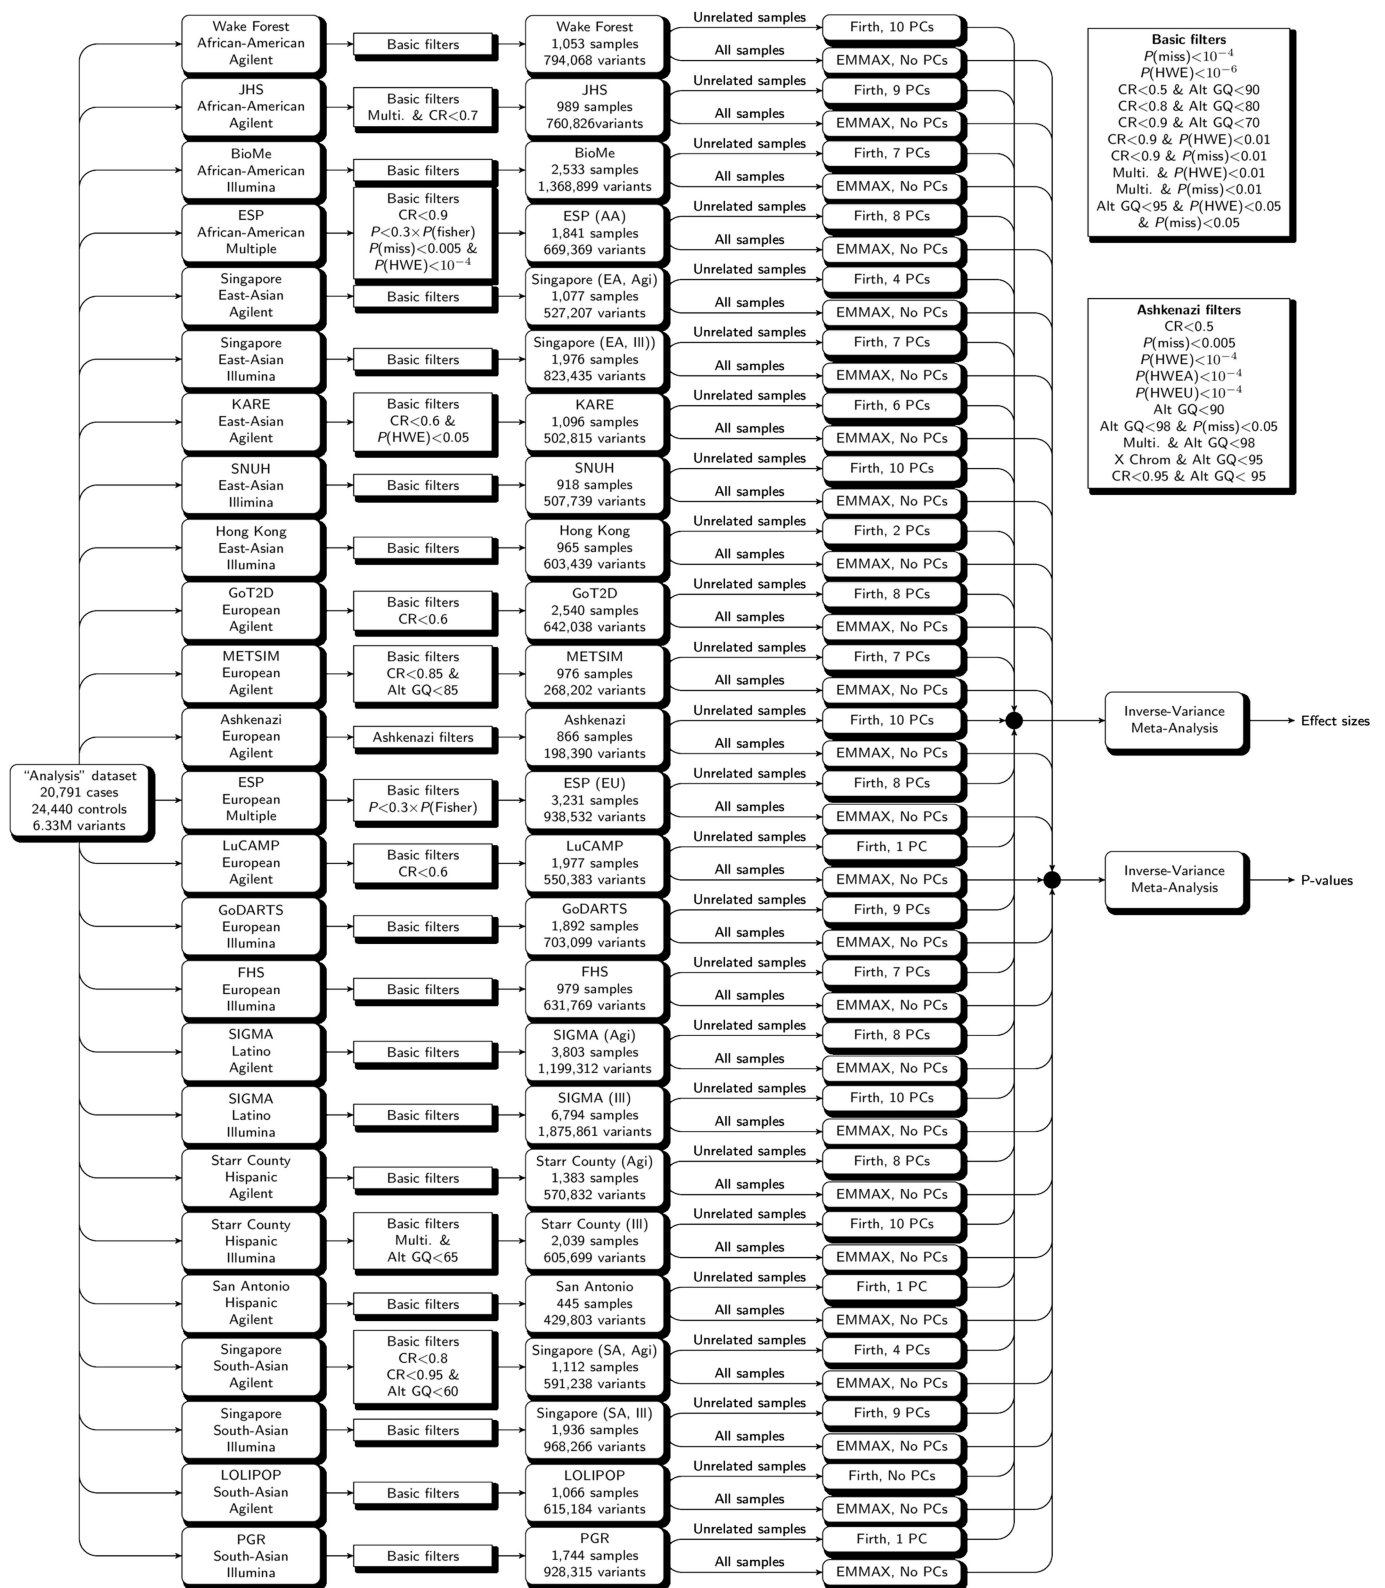 Wake Forest
African-American
Agilent
Basic filters
Wake Forest
1,053 samples
794,068 variants
Unrelated samples
Firth, 10 PCs
All samples
EMMAX, No PCs
JHS
African-American
Agilent
Basic filters
Multi. & CR<0.7
JHS
989 samples
760,826variants
Unrelated samples
Firth, 9 PCs
All samples
EMMAX, No PCs
BioMe
African-American
Illumina
Basic filters
BioMe
2,533 samples
1,368,899 variants
Unrelated samples
Firth, 7 PCs
All samples
EMMAX, No PCs
ESP
African-American
Multiple
Basic filters
CR<0.9
P<0.3×P(fisher)
P(miss)<0.005 &
P(HWE)<10⁻⁴
ESP (AA)
1,841 samples
669,369 variants
Unrelated samples
Firth, 8 PCs
All samples
EMMAX, No PCs
Singapore
East-Asian
Agilent
Basic filters
Singapore (EA, Agi)
1,077 samples
527,207 variants
Unrelated samples
Firth, 4 PCs
All samples
EMMAX, No PCs
Singapore
East-Asian
Illumina
Basic filters
Singapore (EA, Ill))
1,976 samples
823,435 variants
Unrelated samples
Firth, 7 PCs
All samples
EMMAX, No PCs
KARE
East-Asian
Agilent
Basic filters
CR<0.6 &
P(HWE)<0.05
KARE
1,096 samples
502,815 variants
Unrelated samples
Firth, 6 PCs
All samples
EMMAX, No PCs
SNUH
East-Asian
Illimina
Basic filters
SNUH
918 samples
507,739 variants
Unrelated samples
Firth, 10 PCs
All samples
EMMAX, No PCs
Hong Kong
East-Asian
Illumina
Basic filters
Hong Kong
965 samples
603,439 variants
Unrelated samples
Firth, 2 PCs
All samples
EMMAX, No PCs
GoT2D
European
Agilent
Basic filters
CR<0.6
GoT2D
2,540 samples
642,038 variants
Unrelated samples
Firth, 8 PCs
All samples
EMMAX, No PCs
METSIM
European
Agilent
Basic filters
CR<0.85 &
Alt GQ<85
METSIM
976 samples
268,202 variants
Unrelated samples
Firth, 7 PCs
All samples
EMMAX, No PCs
Ashkenazi
European
Agilent
Ashkenazi filters
Ashkenazi
866 samples
198,390 variants
Unrelated samples
Firth, 10 PCs
All samples
EMMAX, No PCs
"Analysis" dataset
20,791 cases
24,440 controls
6.33M variants
ESP
European
Multiple
Basic filters
P<0.3×P(Fisher)
ESP (EU)
3,231 samples
938,532 variants
Unrelated samples
Firth, 8 PCs
All samples
EMMAX, No PCs
LuCAMP
European
Agilent
Basic filters
CR<0.6
LuCAMP
1,977 samples
550,383 variants
Unrelated samples
Firth, 1 PC
All samples
EMMAX, No PCs
GoDARTS
European
Illumina
Basic filters
GoDARTS
1,892 samples
703,099 variants
Unrelated samples
Firth, 9 PCs
All samples
EMMAX, No PCs
FHS
European
Illumina
Basic filters
FHS
979 samples
631,769 variants
Unrelated samples
Firth, 7 PCs
All samples
EMMAX, No PCs
SIGMA
Latino
Agilent
Basic filters
SIGMA (Agi)
3,803 samples
1,199,312 variants
Unrelated samples
Firth, 8 PCs
All samples
EMMAX, No PCs
SIGMA
Latino
Illumina
Basic filters
SIGMA (Ill)
6,794 samples
1,875,861 variants
Unrelated samples
Firth, 10 PCs
All samples
EMMAX, No PCs
Starr County
Hispanic
Agilent
Basic filters
Starr County (Agi)
1,383 samples
570,832 variants
Unrelated samples
Firth, 8 PCs
All samples
EMMAX, No PCs
Starr County
Hispanic
Illumina
Basic filters
Multi. &
Alt GQ<65
Starr County (Ill)
2,039 samples
605,699 variants
Unrelated samples
Firth, 10 PCs
All samples
EMMAX, No PCs
San Antonio
Hispanic
Agilent
Basic filters
San Antonio
445 samples
429,803 variants
Unrelated samples
Firth, 1 PC
All samples
EMMAX, No PCs
Singapore
South-Asian
Agilent
Basic filters
CR<0.8
CR<0.95 &
Alt GQ<60
Singapore (SA, Agi)
1,112 samples
591,238 variants
Unrelated samples
Firth, 4 PCs
All samples
EMMAX, No PCs
Singapore
South-Asian
Illumina
Basic filters
Singapore (SA, Ill)
1,936 samples
968,266 variants
Unrelated samples
Firth, 9 PCs
All samples
EMMAX, No PCs
LOLIPOP
South-Asian
Agilent
Basic filters
LOLIPOP
1,066 samples
615,184 variants
Unrelated samples
Firth, No PCs
All samples
EMMAX, No PCs
PGR
South-Asian
Illumina
Basic filters
PGR
1,744 samples
928,315 variants
Unrelated samples
Firth, 1 PC
All samples
EMMAX, No PCs
Basic filters
P(miss)<10⁻⁴
P(HWE)<10⁻⁶
CR<0.5 & Alt GQ<90
CR<0.8 & Alt GQ<80
CR<0.9 & Alt GQ<70
CR<0.9 & P(HWE)<0.01
CR<0.9 & P(miss)<0.01
Multi. & P(HWE)<0.01
Multi. & P(miss)<0.01
Alt GQ<95 & P(HWE)<0.05
& P(miss)<0.05
Ashkenazi filters
CR<0.5
P(miss)<0.005
P(HWE)<10⁻⁴
P(HWEA)<10⁻⁴
P(HWEU)<10⁻⁴
Alt GQ<90
Alt GQ<98 & P(miss)<0.05
Multi. & Alt GQ<98
X Chrom & Alt GQ<95
CR<0.95 & Alt GQ< 95
Inverse-Variance
Meta-Analysis
Effect sizes
Inverse-Variance
Meta-Analysis
P-values